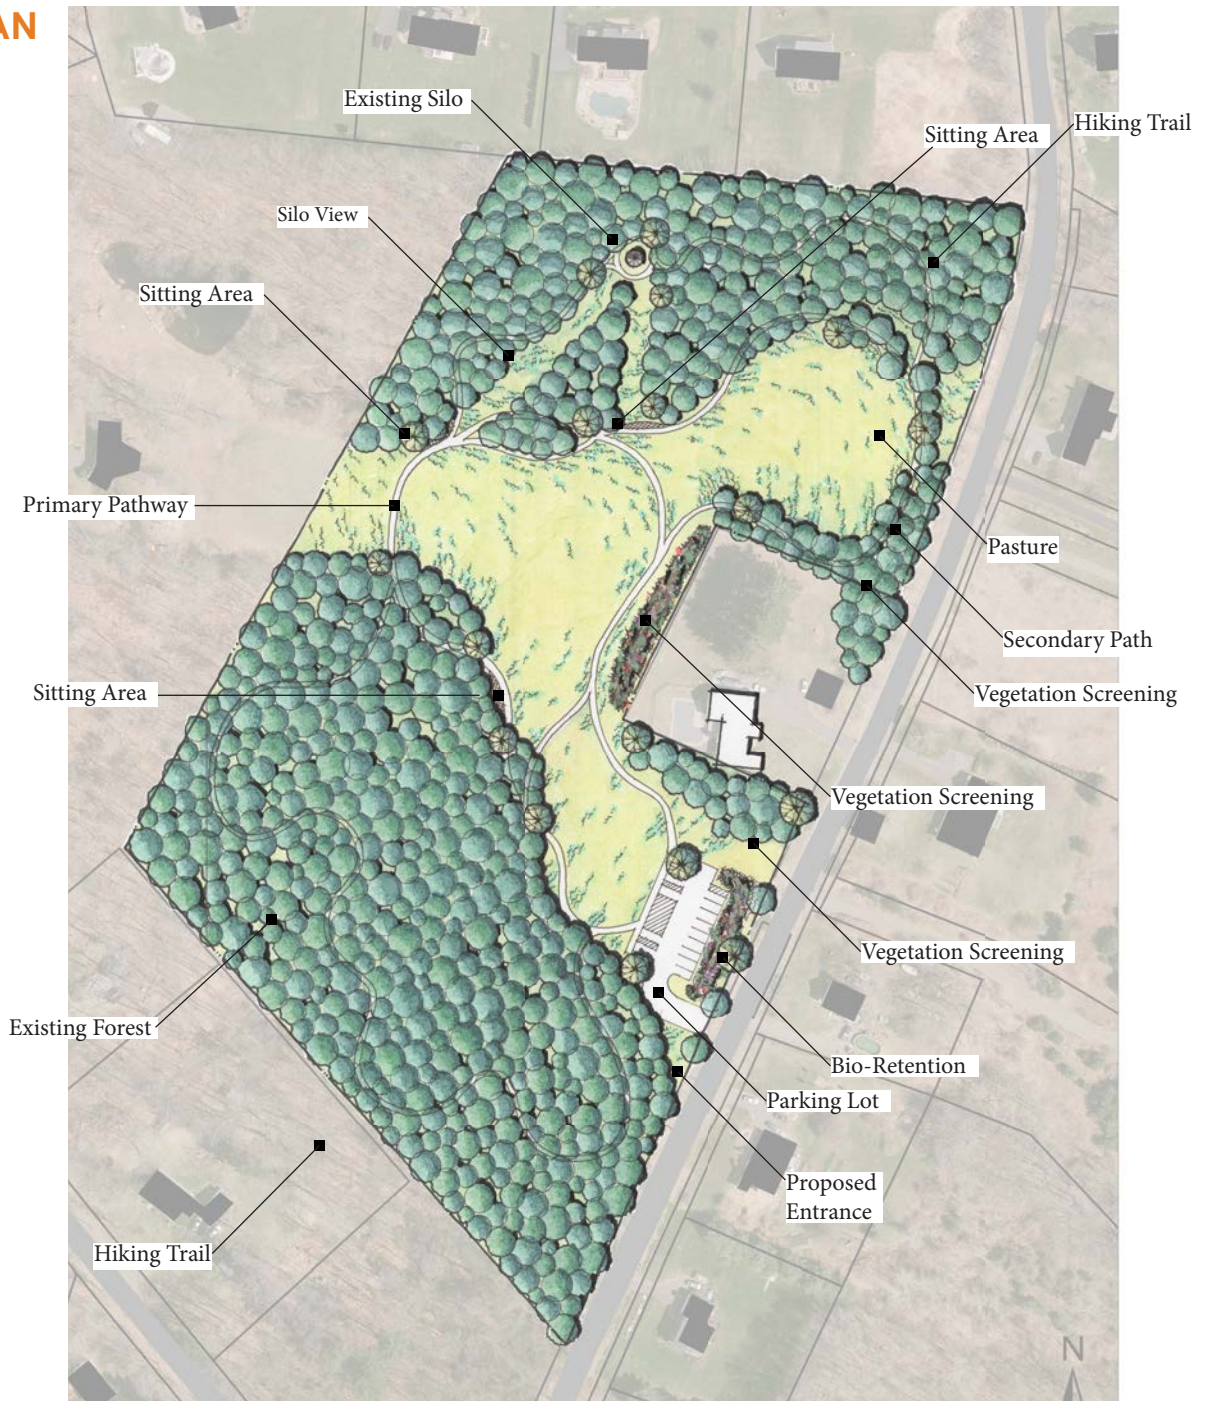 AN
Existing Silo
Hiking Trail
Sitting Area
Silo View
Sitting Area
Primary Pathway
Pasture
Secondary Path
Sitting Area
Vegetation Screening
Vegetation Screening
Vegetation Screening
Existing Forest
Bio-Retention
Parking Lot
Proposed
Entrance
Hiking Trail
N